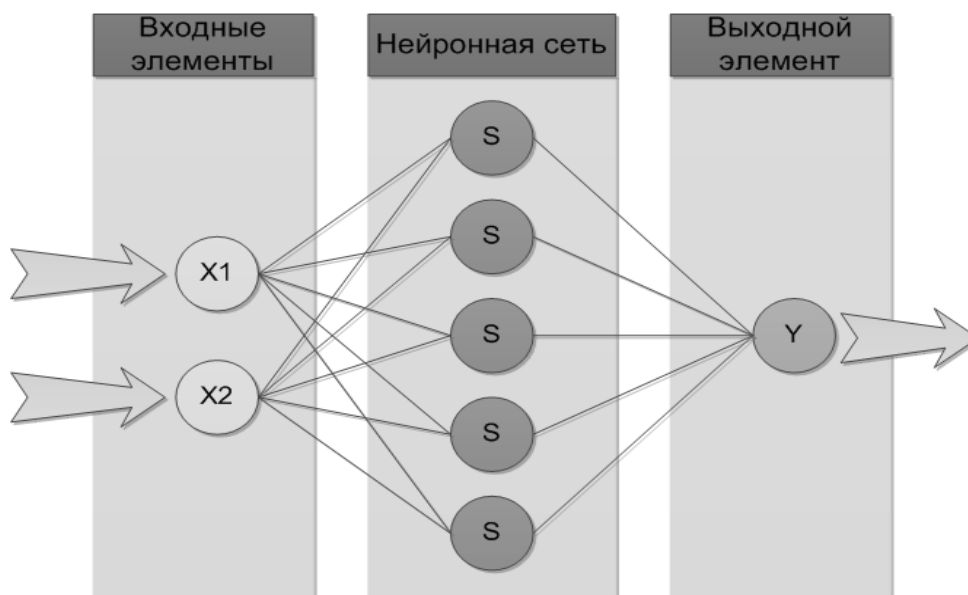 Входные
элементы
Нейронная сеть
Выходной
элемент
S
S
X1
S
Y
X2
S
S